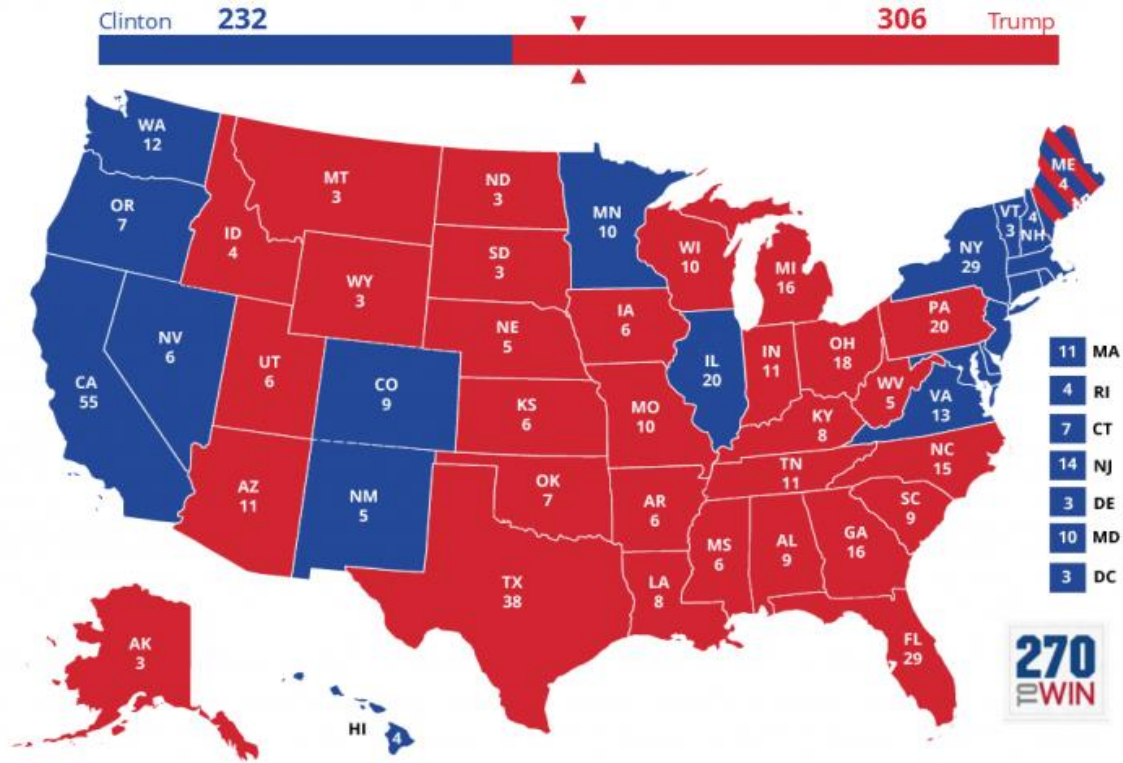 Clinton 232 306 Trump
WA
12
OR
7
CA
55
NV
6
ID
4
MT
3
WY
3
UT
6
AZ
11
CO
9
NM
5
ND
3
SD
3
NE
5
KS
6
OK
7
TX
38
MN
10
IA
6
MO
10
AR
6
LA
8
WI
10
IL
20
MI
16
IN
11
OH
18
KY
8
TN
11
MS
6
AL
9
GA
16
FL
29
SC
9
NC
15
VA
13
WV
5
PA
20
NY
29
VT
3
4
NH
ME
4
11 MA
4 RI
7 CT
14 NJ
3 DE
10 MD
3 DC
AK
3
HI 4
270
TO WIN